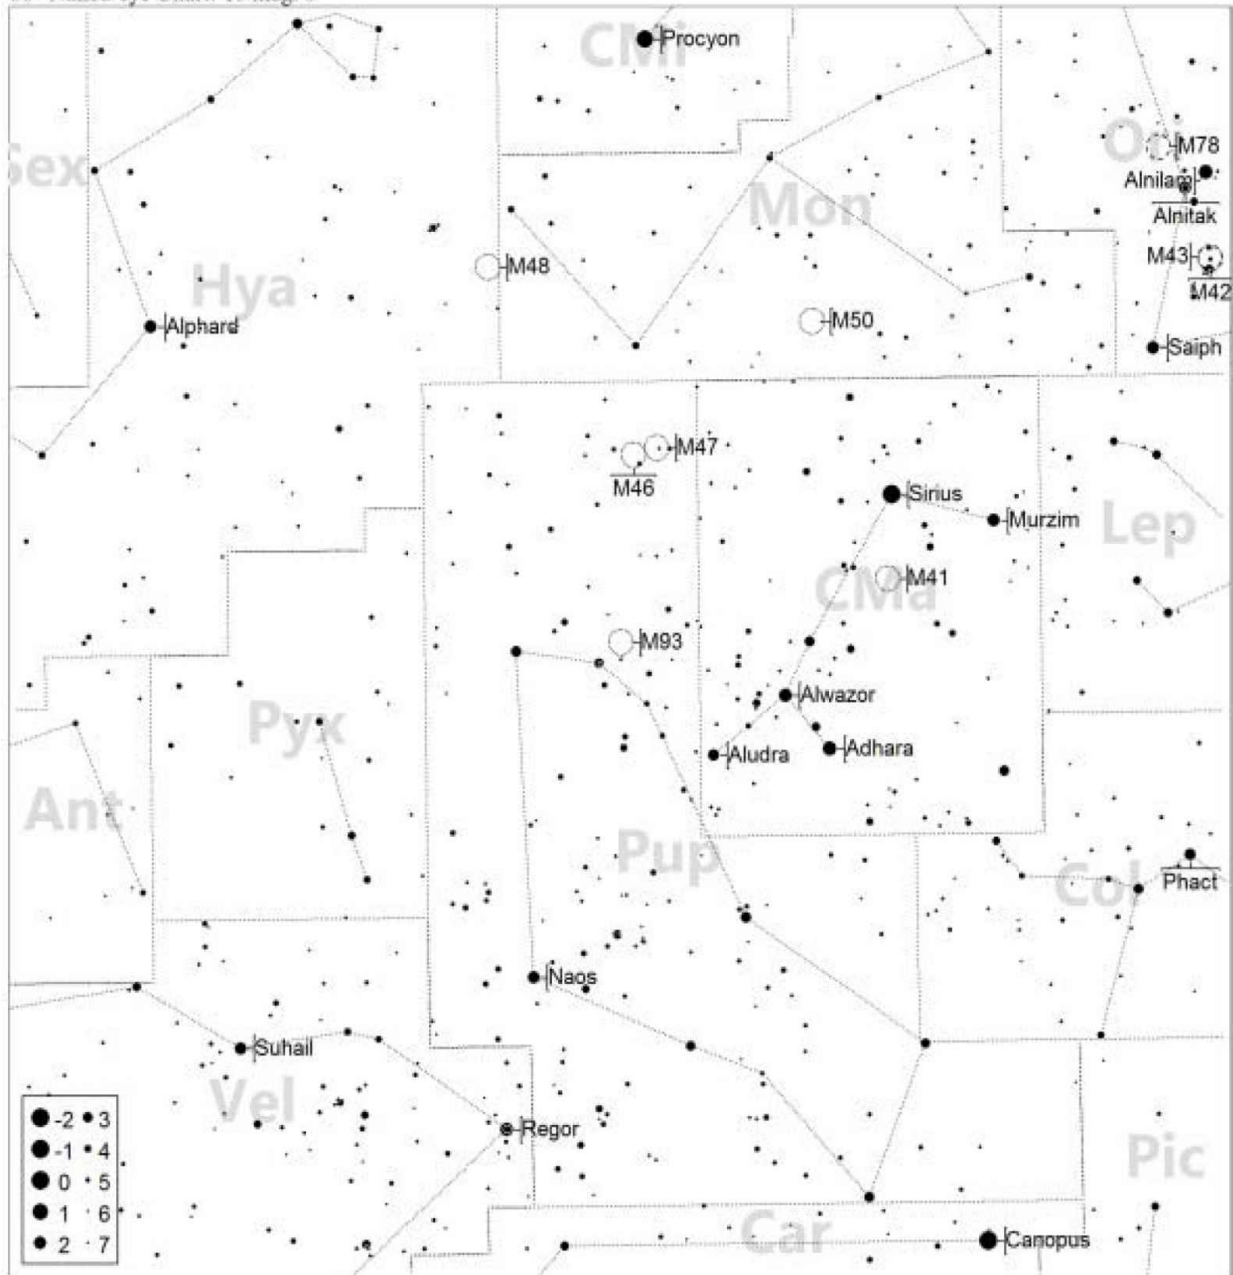 CMi
Procyon
Sex
Ori
M78
Alnilam
Alnitak
Mon
M43
M42
Hya
M48
M50
Alphard
Saiph
M47
M46
Sirius
Murzim
Lep
CMa
M41
M93
Alwazor
Pyx
Aludra
Adhara
Ant
Pup
Col
Phact
Naos
Suhail
Vel
Regor
-2 3
-1 4
0 5
1 6
2 7
Pic
Car
Canopus